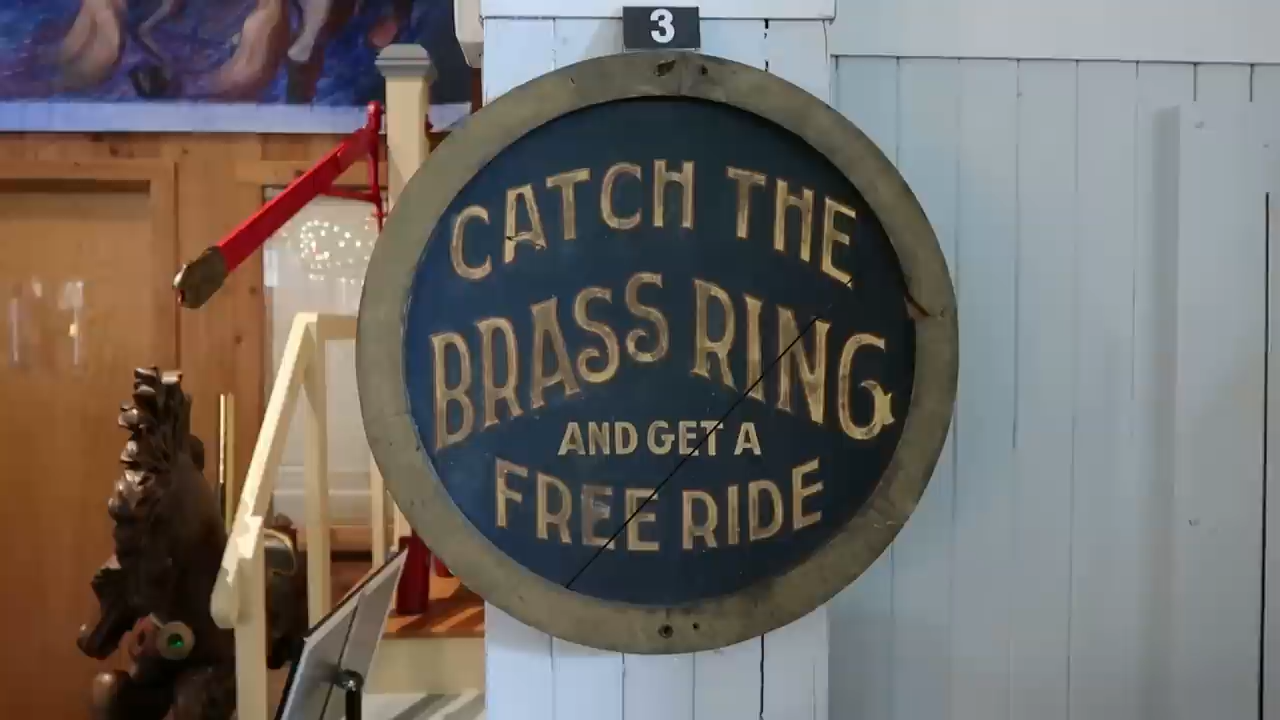 3
CATCH THE
BRASS RING
AND GET A
FREE RIDE